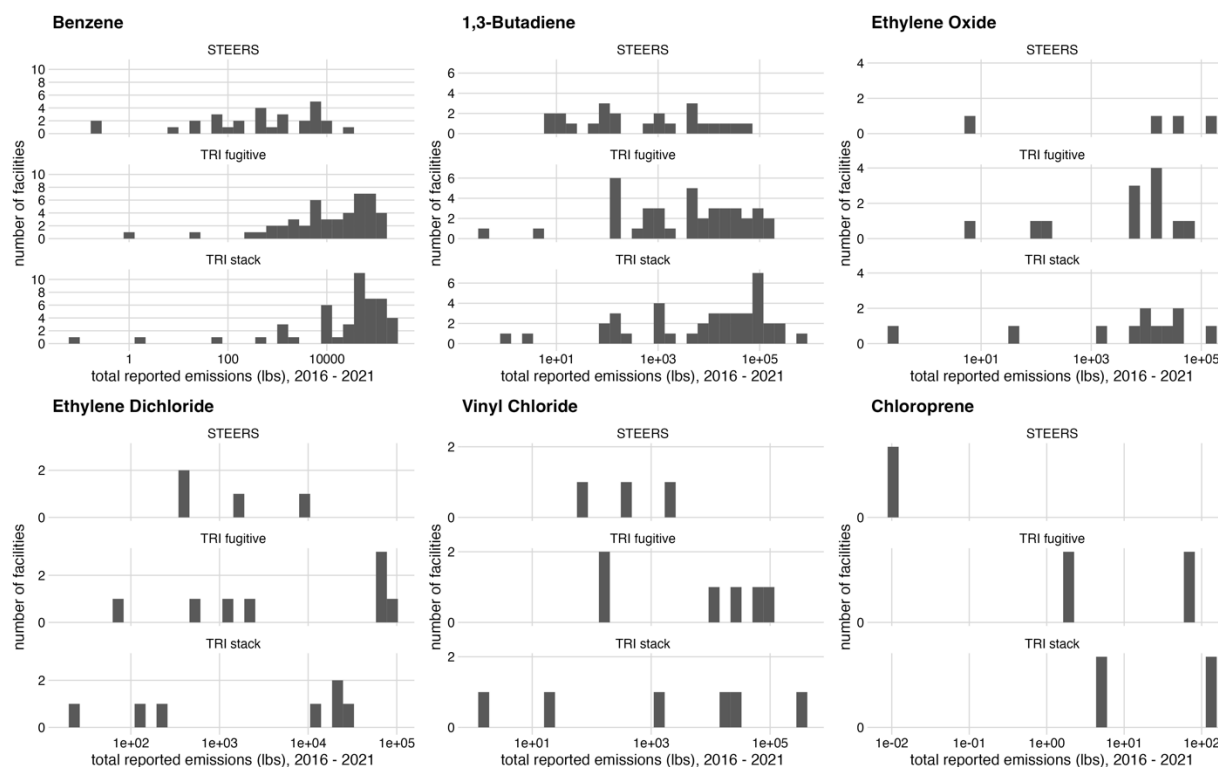 Benzene
STEERS
10
8
6
4
2
0
TRI fugitive
10
8
6
4
2
0
TRI stack
10
8
6
4
2
0
number of facilities
1 100 10000
total reported emissions (lbs), 2016 - 2021
1,3-Butadiene
STEERS
6
4
2
0
TRI fugitive
6
4
2
0
TRI stack
6
4
2
0
number of facilities
1e+01 1e+03 1e+05
total reported emissions (lbs), 2016 - 2021
Ethylene Oxide
STEERS
4
2
0
TRI fugitive
4
2
0
TRI stack
4
2
0
number of facilities
1e+01 1e+03 1e+05
total reported emissions (lbs), 2016 - 2021
Ethylene Dichloride
STEERS
2
0
TRI fugitive
2
0
TRI stack
2
0
number of facilities
1e+02 1e+03 1e+04 1e+05
total reported emissions (lbs), 2016 - 2021
Vinyl Chloride
STEERS
2
0
TRI fugitive
2
0
TRI stack
2
0
number of facilities
1e+01 1e+03 1e+05
total reported emissions (lbs), 2016 - 2021
Chloroprene
STEERS
0
TRI fugitive
0
TRI stack
0
number of facilities
1e-02 1e-01 1e+00 1e+01 1e+02
total reported emissions (lbs), 2016 - 2021